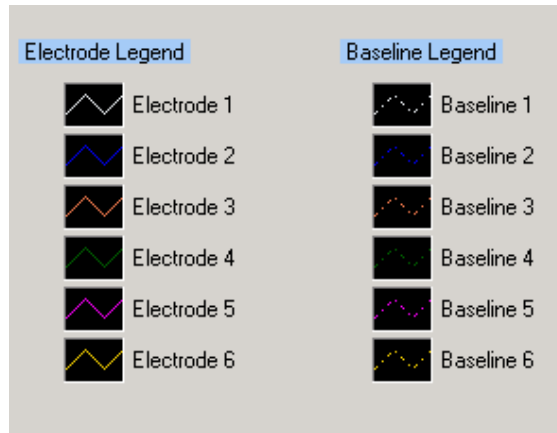 Electrode Legend
Electrode 1
Electrode 2
Electrode 3
Electrode 4
Electrode 5
Electrode 6
Baseline Legend
Baseline 1
Baseline 2
Baseline 3
Baseline 4
Baseline 5
Baseline 6